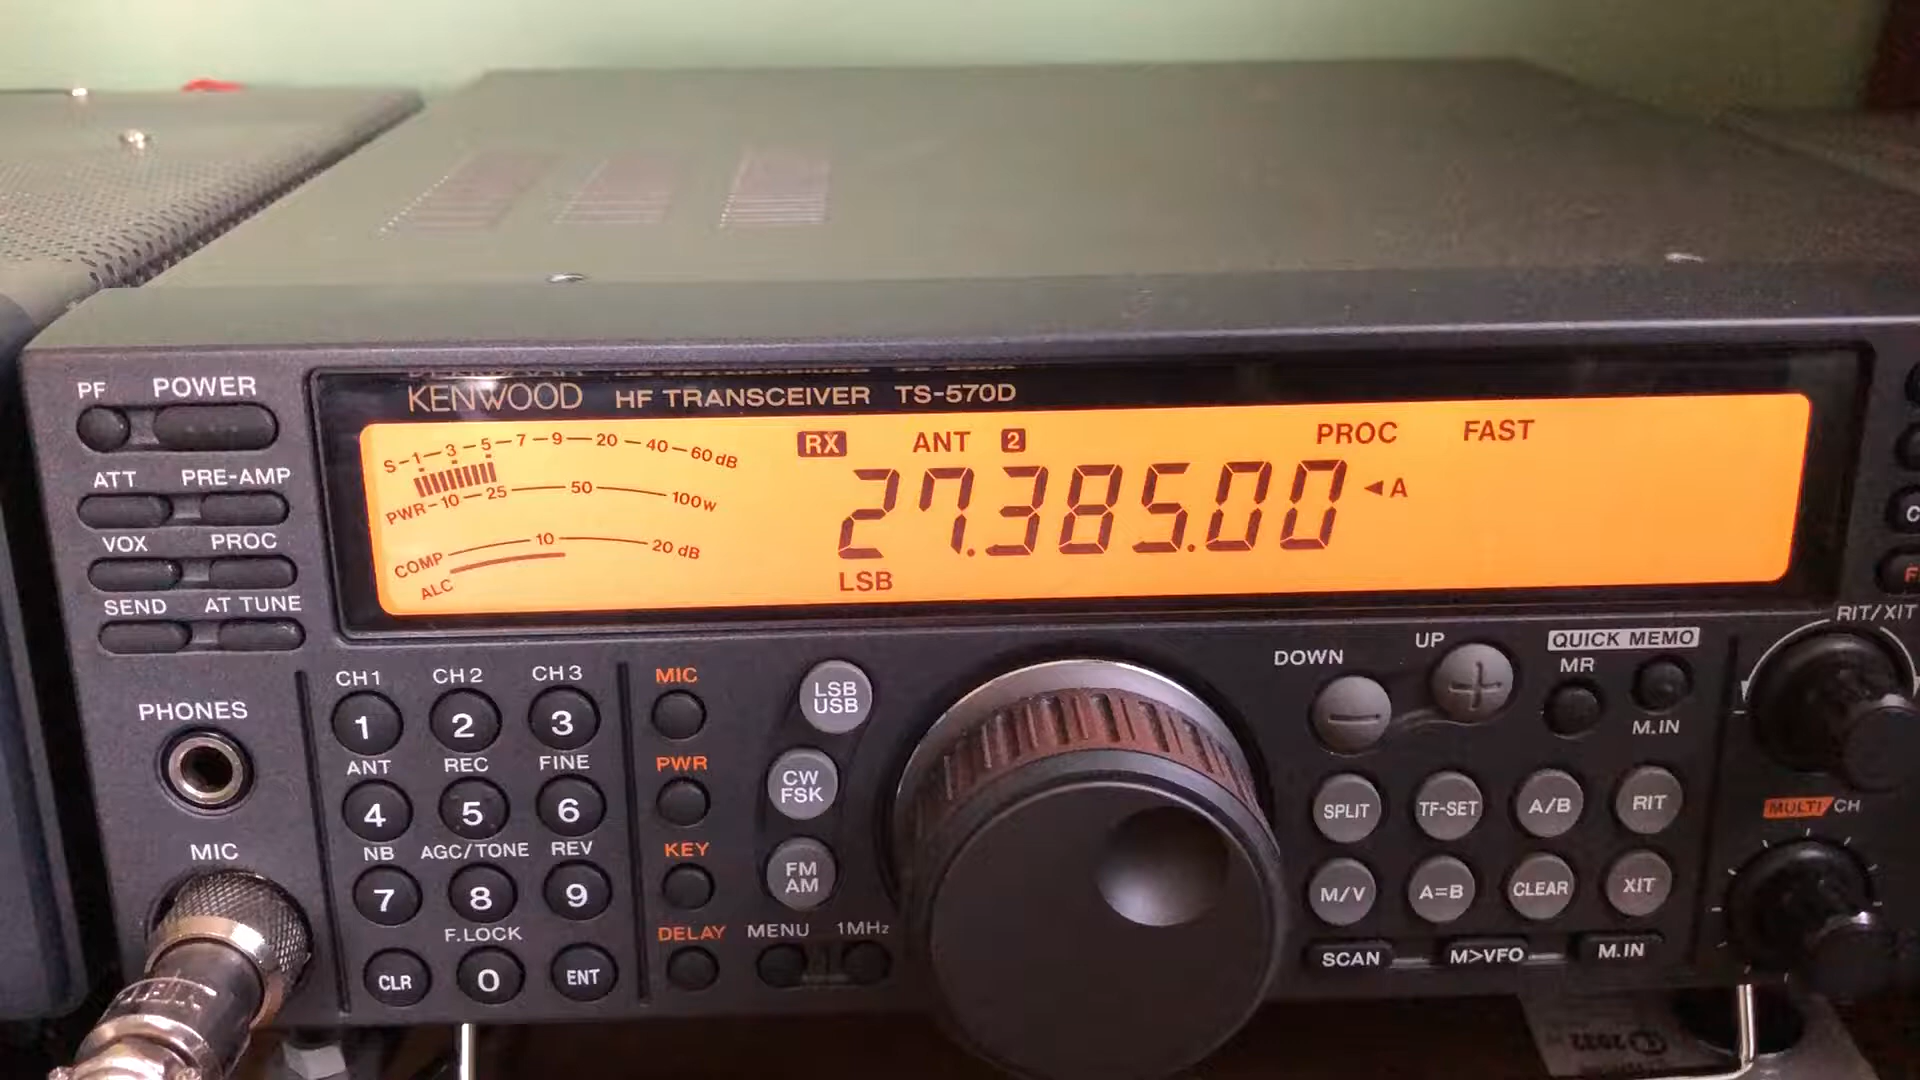 KENWOOD HF TRANSCEIVER TS-570D
PF POWER
ATT PRE-AMP
VOX PROC
SEND AT TUNE
PHONES
MIC
S-1-3-5-7-9-20-40-60dB
PWR-10-25-50-100W
COMP 10 20 dB
ALC
RX ANT 2 PROC FAST
27.385.00 ◄A
LSB
CH1 CH2 CH3
1 2 3
ANT REC FINE
4 5 6
NB AGC/TONE REV
7 8 9
F.LOCK
CLR 0 ENT
MIC
PWR
KEY
DELAY
LSB
USB
CW
FSK
FM
AM
MENU 1MHz
DOWN UP
− +
QUICK MEMO
MR
M.IN
SPLIT TF-SET A/B RIT
M/V A=B CLEAR XIT
SCAN M>VFO M.IN
RIT/XIT
MULTI/CH